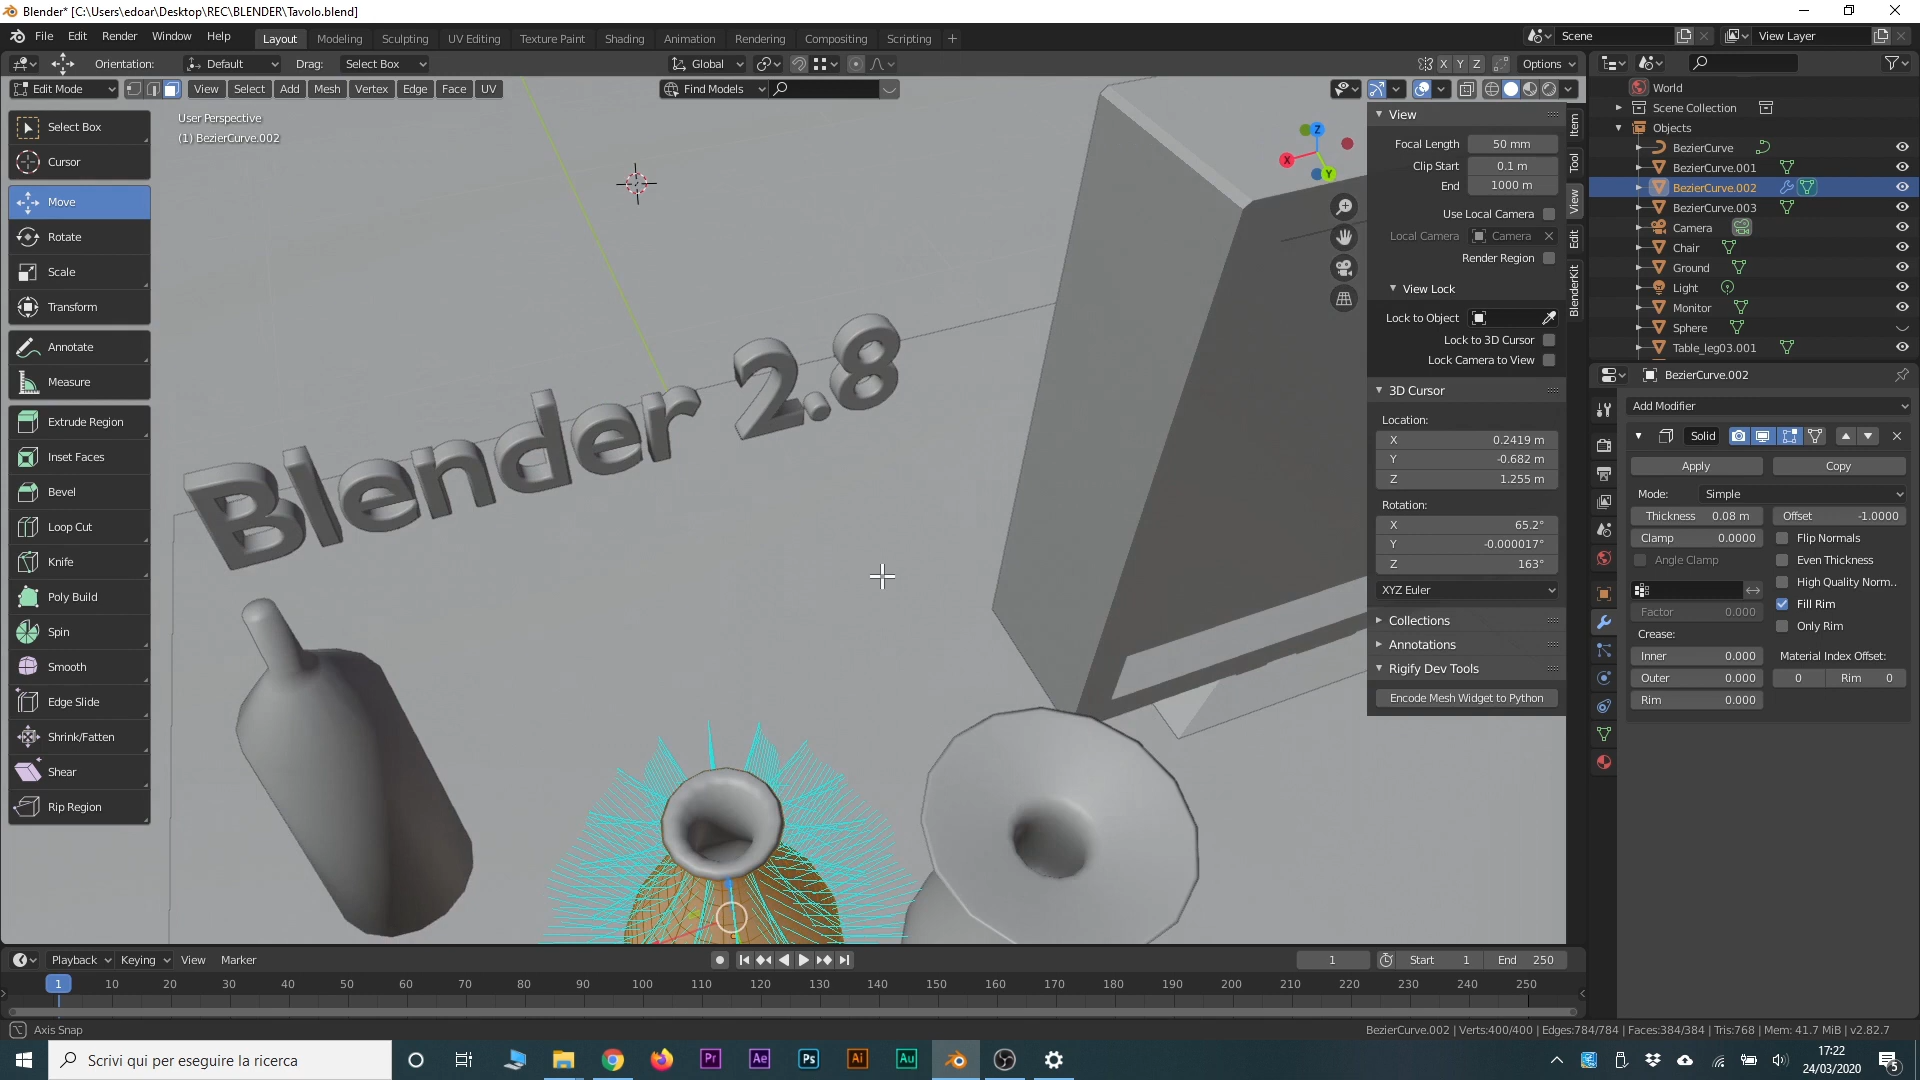 Blender* [C:\Users\edoar\Desktop\REC\BLENDER\Tavolo.blend]
File Edit Render Window Help Layout Modeling Sculpting UV Editing Texture Paint Shading Animation Rendering Compositing Scripting + Scene View Layer
Orientation: Default Drag: Select Box Global X Y Z Options
Edit Mode View Select Add Mesh Vertex Edge Face UV Find Models
User Perspective
(1) BezierCurve.002
Select Box
Cursor
Move
Rotate
Scale
Transform
Annotate
Measure
Extrude Region
Inset Faces
Bevel
Loop Cut
Knife
Poly Build
Spin
Smooth
Edge Slide
Shrink/Fatten
Shear
Rip Region
Blender 2.8
Z
X
Y
View
Focal Length 50 mm
Clip Start 0.1 m
End 1000 m
Use Local Camera
Local Camera Camera
Render Region
View Lock
Lock to Object
Lock to 3D Cursor
Lock Camera to View
3D Cursor
Location:
X 0.2419 m
Y -0.682 m
Z 1.255 m
Rotation:
X 65.2°
Y -0.000017°
Z 163°
XYZ Euler
Collections
Annotations
Rigify Dev Tools
Encode Mesh Widget to Python
Item
Tool
View
Edit
BlenderKit
World
Scene Collection
Objects
BezierCurve
BezierCurve.001
BezierCurve.002
BezierCurve.003
Camera
Chair
Ground
Light
Monitor
Sphere
Table_leg03.001
BezierCurve.002
Add Modifier
Solid
Apply Copy
Mode: Simple
Thickness 0.08 m Offset -1.0000
Clamp 0.0000 Flip Normals
Angle Clamp Even Thickness
High Quality Norm..
Factor 0.000 Fill Rim
Crease: Only Rim
Inner 0.000 Material Index Offset:
Outer 0.000 0 Rim 0
Rim 0.000
Playback Keying View Marker 1 Start 1 End 250
1 10 20 30 40 50 60 70 80 90 100 110 120 130 140 150 160 170 180 190 200 210 220 230 240 250
Axis Snap BezierCurve.002 | Verts:400/400 | Edges:784/784 | Faces:384/384 | Tris:768 | Mem: 41.7 MiB | v2.82.7
Scrivi qui per eseguire la ricerca Pr Ae Ps Ai Au
17:22
24/03/2020
5